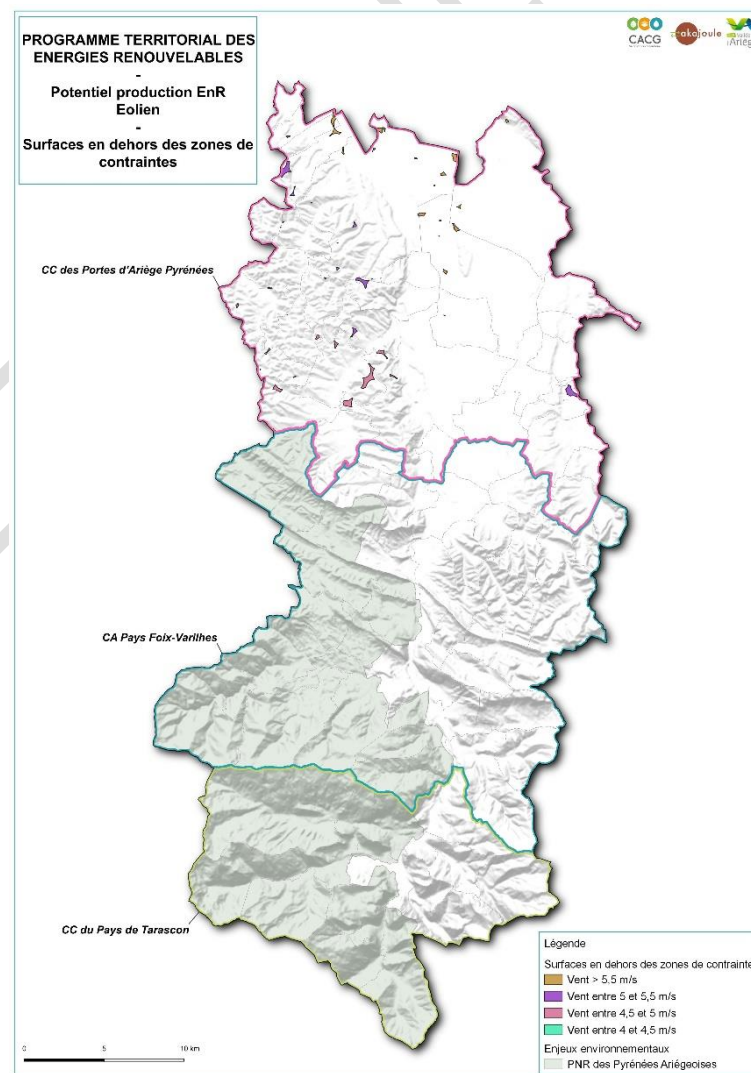 PROGRAMME TERRITORIAL DES
ENERGIES RENOUVELABLES
-
Potentiel production EnR
Eolien
-
Surfaces en dehors des zones de
contraintes
CACG
akajoule
CC des Portes d'Ariège Pyrénées
CA Pays Foix-Varilhes
CC du Pays de Tarascon
Légende
Surfaces en dehors des zones de contrainte
Vent > 5,5 m/s
Vent entre 5 et 5,5 m/s
Vent entre 4,5 et 5 m/s
Vent entre 4 et 4,5 m/s
Enjeux environnementaux
PNR des Pyrénées Ariégeoises
0 5 10 km